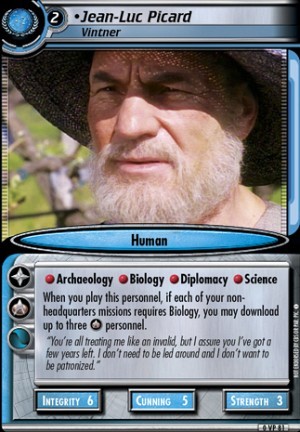 2 •Jean-Luc Picard
Vintner
Human
Archaeology Biology Diplomacy Science
When you play this personnel, if each of your non-
headquarters missions requires Biology, you may download
up to three personnel.
"You're all treating me like an invalid, but I assure you I've got a
few years left. I don't need to be led around and I don't want to
be patronized."
INTEGRITY 6 CUNNING 5 STRENGTH 3